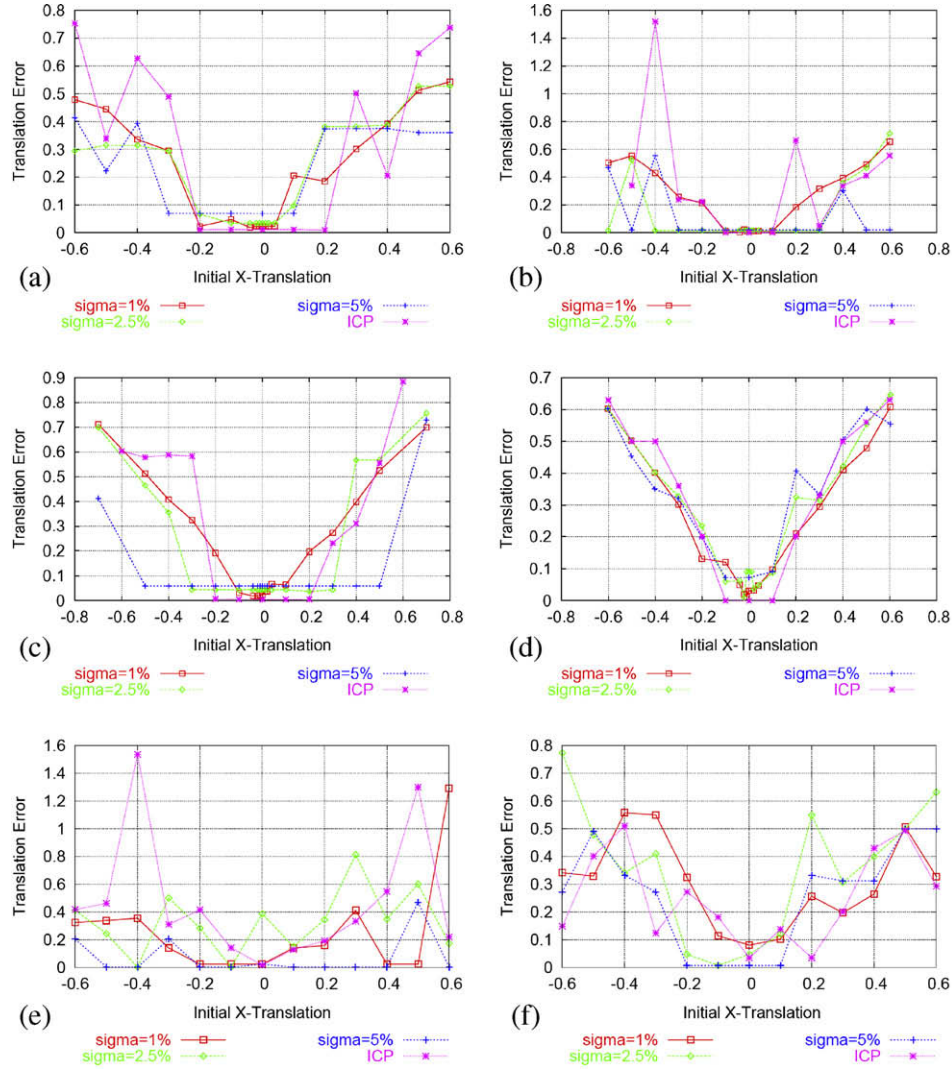 0.8
0.7
0.6
0.5
0.4
0.3
0.2
0.1
0
Translation Error
-0.6 -0.4 -0.2 0 0.2 0.4 0.6
Initial X-Translation
(a)
sigma=1%
sigma=2.5%
sigma=5%
ICP
1.6
1.4
1.2
1
0.8
0.6
0.4
0.2
0
Translation Error
-0.8 -0.6 -0.4 -0.2 0 0.2 0.4 0.6 0.8
Initial X-Translation
(b)
sigma=1%
sigma=2.5%
sigma=5%
ICP
0.9
0.8
0.7
0.6
0.5
0.4
0.3
0.2
0.1
0
Translation Error
-0.8 -0.6 -0.4 -0.2 0 0.2 0.4 0.6 0.8
Initial X-Translation
(c)
sigma=1%
sigma=2.5%
sigma=5%
ICP
0.7
0.6
0.5
0.4
0.3
0.2
0.1
0
Translation Error
-0.8 -0.6 -0.4 -0.2 0 0.2 0.4 0.6 0.8
Initial X-Translation
(d)
sigma=1%
sigma=2.5%
sigma=5%
ICP
1.6
1.4
1.2
1
0.8
0.6
0.4
0.2
0
Translation Error
-0.6 -0.4 -0.2 0 0.2 0.4 0.6
Initial X-Translation
(e)
sigma=1%
sigma=2.5%
sigma=5%
ICP
0.8
0.7
0.6
0.5
0.4
0.3
0.2
0.1
0
Translation Error
-0.6 -0.4 -0.2 0 0.2 0.4 0.6
Initial X-Translation
(f)
sigma=1%
sigma=2.5%
sigma=5%
ICP